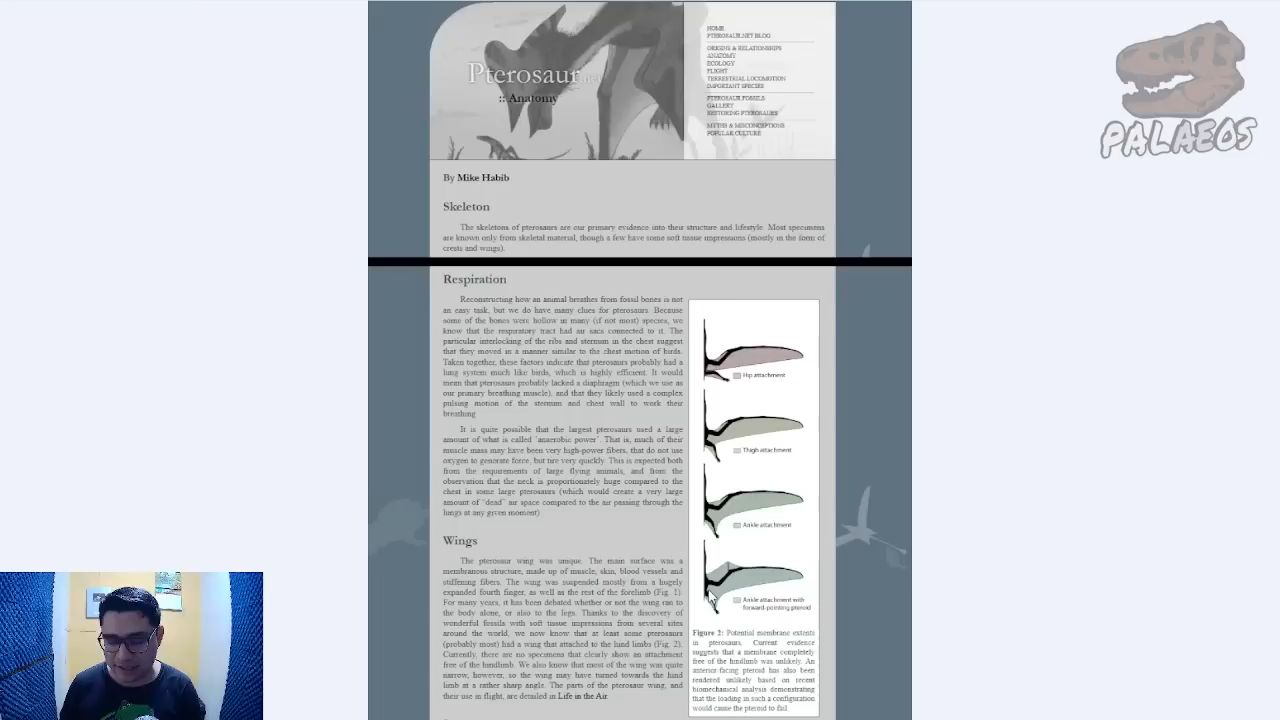 PALAEOS
Pterosaur.net
:: Anatomy
HOME
PTEROSAUR.NET BLOG
ORIGINS & RELATIONSHIPS
ANATOMY
ECOLOGY
FLIGHT
TERRESTRIAL LOCOMOTION
IMPORTANT SPECIES
PTEROSAUR FOSSILS
GALLERY
RESTORING PTEROSAURS
MYTHS & MISCONCEPTIONS
POPULAR CULTURE
By Mike Habib
Skeleton
The skeletons of pterosaurs are our primary evidence into their structure and lifestyle. Most specimens
are known only from skeletal material, though a few have some soft tissue impressions (mostly in the form of
crests and wings).
Respiration
Reconstructing how an animal breathes from fossil bones is not
an easy task, but we do have many clues for pterosaurs. Because
some of the bones were hollow in many (if not most) species, we
know that the respiratory tract had air sacs connected to it. The
particular interlocking of the ribs and sternum in the chest suggest
that they moved in a manner similar to the chest motion of birds.
Taken together, these factors indicate that pterosaurs probably had a
lung system much like birds, which is highly efficient. It would
mean that pterosaurs probably lacked a diaphragm (which we use as
our primary breathing muscle), and that they likely used a complex
pulsing motion of the sternum and chest wall to work their
breathing.
It is quite possible that the largest pterosaurs used a large
amount of what is called 'anaerobic power'. That is, much of their
muscle mass may have been very high-power fibers, that do not use
oxygen to generate force, but tire very quickly. This is expected both
from the requirements of large flying animals, and from the
observation that the neck is proportionately huge compared to the
chest in some large pterosaurs (which would create a very large
amount of "dead" air space compared to the air passing through the
lungs at any given moment).
Wings
The pterosaur wing was unique. The main surface was a
membranous structure, made up of muscle, skin, blood vessels and
stiffening fibers. The wing was suspended mostly from a hugely
expanded fourth finger, as well as the rest of the forelimb (Fig. 1).
For many years, it has been debated whether or not the wing ran to
the body alone, or also to the legs. Thanks to the discovery of
wonderful fossils with soft tissue impressions from several sites
around the world, we now know that at least some pterosaurs
(probably most) had a wing that attached to the hind limbs (Fig. 2).
Currently, there are no specimens that clearly show an attachment
free of the hindlimb. We also know that most of the wing was quite
narrow, however, so the wing may have turned towards the hind
limb at a rather sharp angle. The parts of the pterosaur wing, and
their use in flight, are detailed in Life in the Air.
Hip attachment
Thigh attachment
Ankle attachment
Ankle attachment with
forward-pointing pteroid
Figure 2: Potential membrane extents
in pterosaurs. Current evidence
suggests that a membrane completely
free of the hindlimb was unlikely. An
anterior-facing pteroid has also been
rendered unlikely based on recent
biomechanical analysis demonstrating
that the loading in such a configuration
would cause the pteroid to fail.